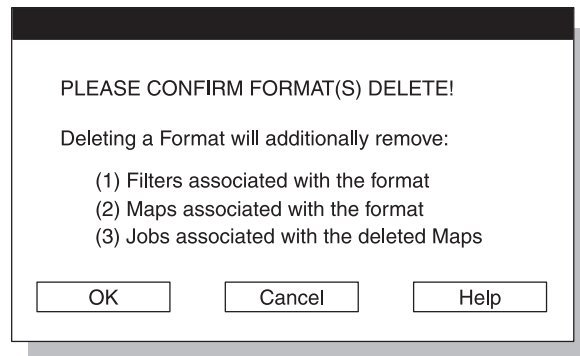 PLEASE CONFIRM FORMAT(S) DELETE!
Deleting a Format will additionally remove:
(1) Filters associated with the format
(2) Maps associated with the format
(3) Jobs associated with the deleted Maps
OK Cancel Help